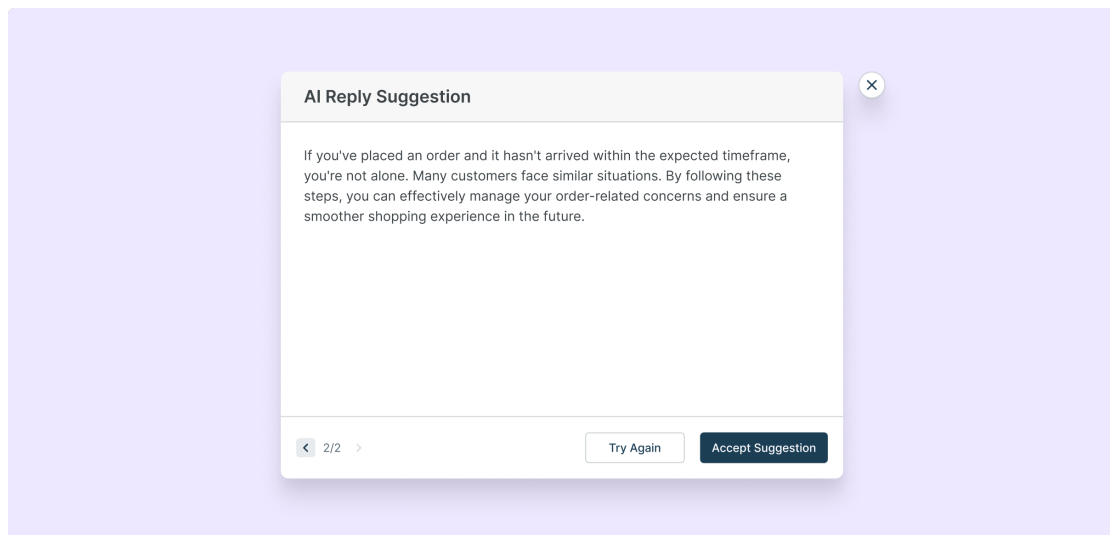 AI Reply Suggestion
If you've placed an order and it hasn't arrived within the expected timeframe,
you're not alone. Many customers face similar situations. By following these
steps, you can effectively manage your order-related concerns and ensure a
smoother shopping experience in the future.
2/2
Try Again
Accept Suggestion